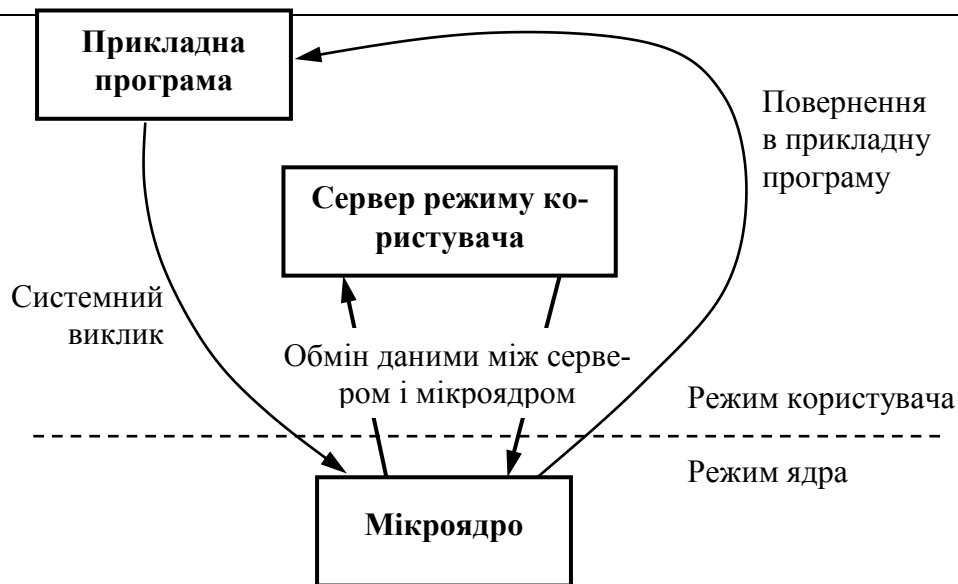 Прикладна
програма
Повернення
в прикладну
програму
Сервер режиму ко-
ристувача
Системний
виклик
Обмін даними між серве-
ром і мікроядром
Режим користувача
Режим ядра
Мікроядро